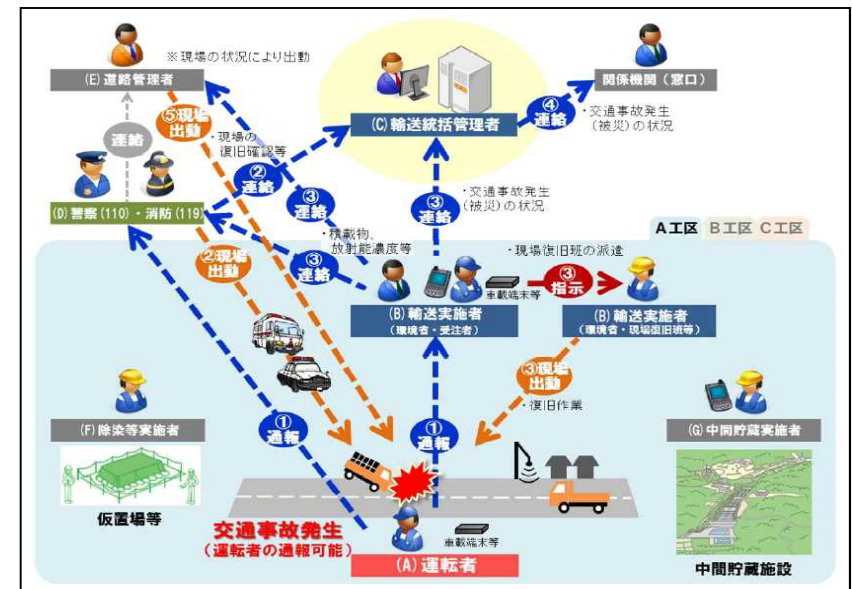 ※現場の状況により出動
(E)道路管理者
関係機関(窓口)
⑤現場
出動
④
連絡
・交通事故発生
(被災)の状況
(C)輸送統括管理者
連絡
・現場の
復旧確認等
②
連絡
③
連絡
③
連絡
・交通事故発生
(被災)の状況
(D)警察(110)・消防(119)
・積載物、
放射能濃度等
③
連絡
A工区 B工区 C工区
②現場
出動
・現場復旧班の派遣
③
指示
車載端末等
(B)輸送実施者
(環境省・受注者)
(B)輸送実施者
(環境省・現場復旧班等)
③現場
出動
・復旧作業
(F)除染等実施者
①
通報
①
通報
(G)中間貯蔵実施者
仮置場等
交通事故発生
(運転者の通報可能)
車載端末等
(A)運転者
中間貯蔵施設